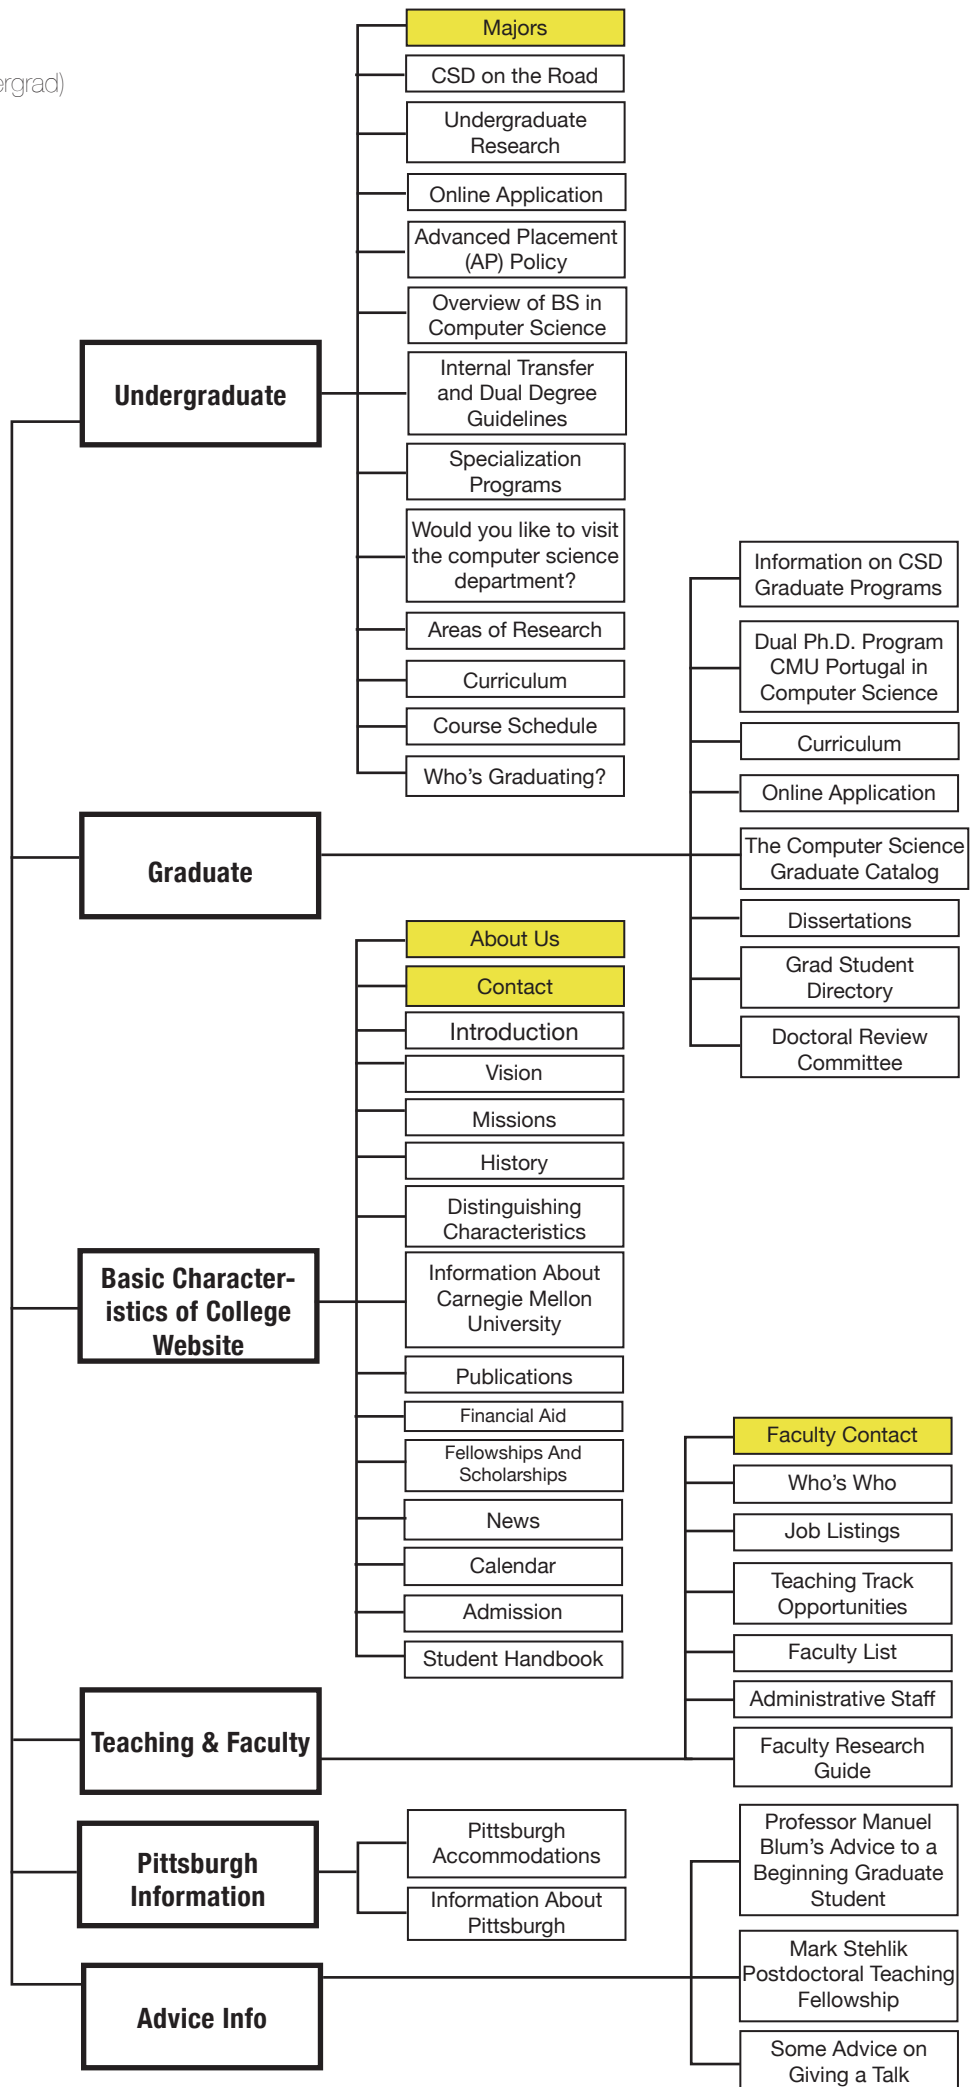 ergrad)
Majors
CSD on the Road
Undergraduate
Research
Online Application
Advanced Placement
(AP) Policy
Overview of BS in
Computer Science
Undergraduate
Internal Transfer
and Dual Degree
Guidelines
Specialization
Programs
Would you like to visit
the computer science
department?
Areas of Research
Curriculum
Course Schedule
Who's Graduating?
Graduate
Information on CSD
Graduate Programs
Dual Ph.D. Program
CMU Portugal in
Computer Science
Curriculum
Online Application
The Computer Science
Graduate Catalog
Dissertations
Grad Student
Directory
Doctoral Review
Committee
About Us
Contact
Introduction
Vision
Missions
History
Distinguishing
Characteristics
Basic Character-
istics of College
Website
Information About
Carnegie Mellon
University
Publications
Financial Aid
Fellowships And
Scholarships
News
Calendar
Admission
Student Handbook
Teaching & Faculty
Faculty Contact
Who's Who
Job Listings
Teaching Track
Opportunities
Faculty List
Administrative Staff
Faculty Research
Guide
Pittsburgh
Information
Pittsburgh
Accommodations
Information About
Pittsburgh
Advice Info
Professor Manuel
Blum's Advice to a
Beginning Graduate
Student
Mark Stehlik
Postdoctoral Teaching
Fellowship
Some Advice on
Giving a Talk